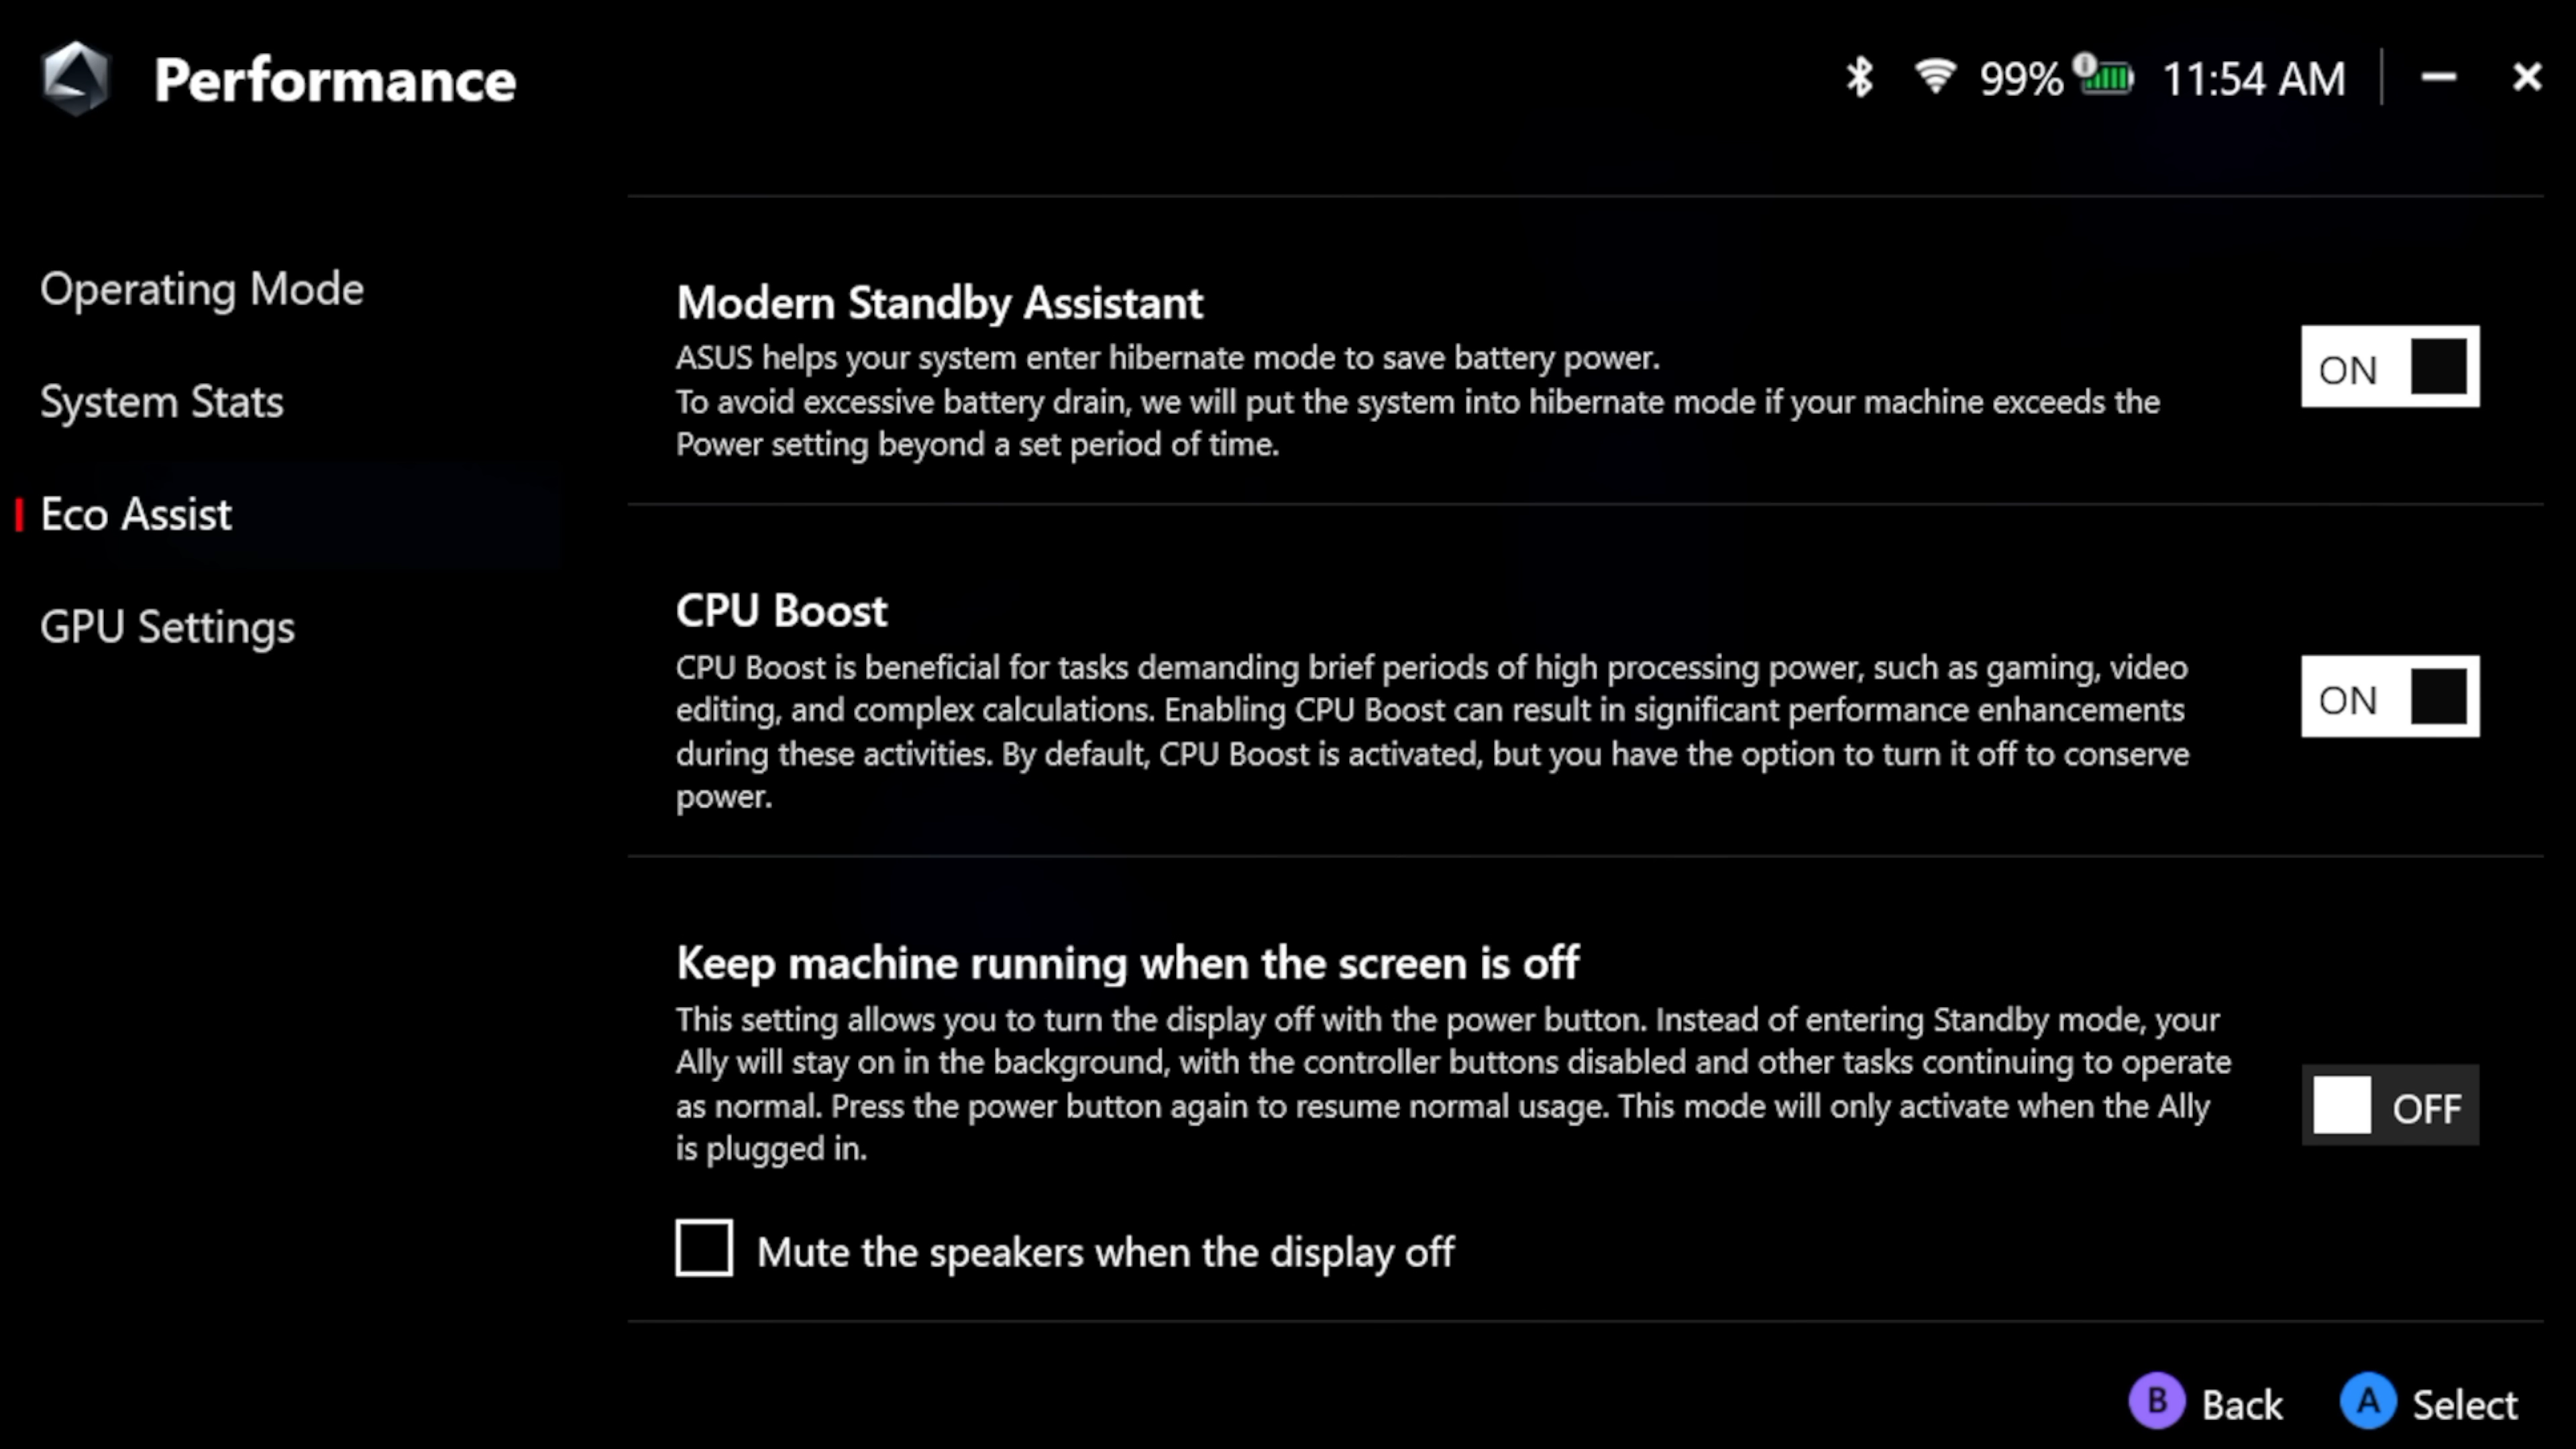 Performance
99%
11:54 AM
Operating Mode
System Stats
Eco Assist
GPU Settings
Modern Standby Assistant
ASUS helps your system enter hibernate mode to save battery power.
To avoid excessive battery drain, we will put the system into hibernate mode if your machine exceeds the
Power setting beyond a set period of time.
ON
CPU Boost
CPU Boost is beneficial for tasks demanding brief periods of high processing power, such as gaming, video
editing, and complex calculations. Enabling CPU Boost can result in significant performance enhancements
during these activities. By default, CPU Boost is activated, but you have the option to turn it off to conserve
power.
ON
Keep machine running when the screen is off
This setting allows you to turn the display off with the power button. Instead of entering Standby mode, your
Ally will stay on in the background, with the controller buttons disabled and other tasks continuing to operate
as normal. Press the power button again to resume normal usage. This mode will only activate when the Ally
is plugged in.
OFF
Mute the speakers when the display off
B Back
A Select